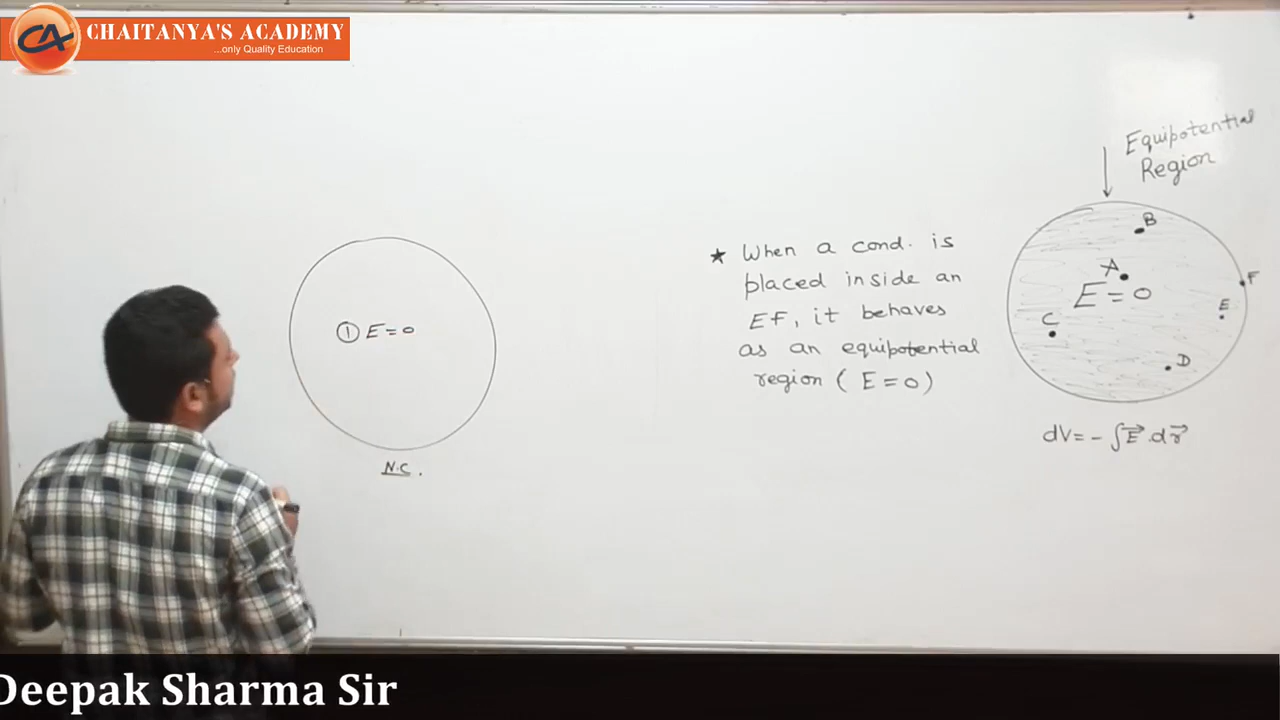 CHAITANYA'S ACADEMY
...only Quality Education
① E = 0
N.C.
★ When a cond. is
placed inside an
EF, it behaves
as an equipotential
region ( E = 0 )
Equipotential
Region
B
A
E = 0
F
E
C
D
dV = - ∫E⃗.dr⃗
Deepak Sharma Sir